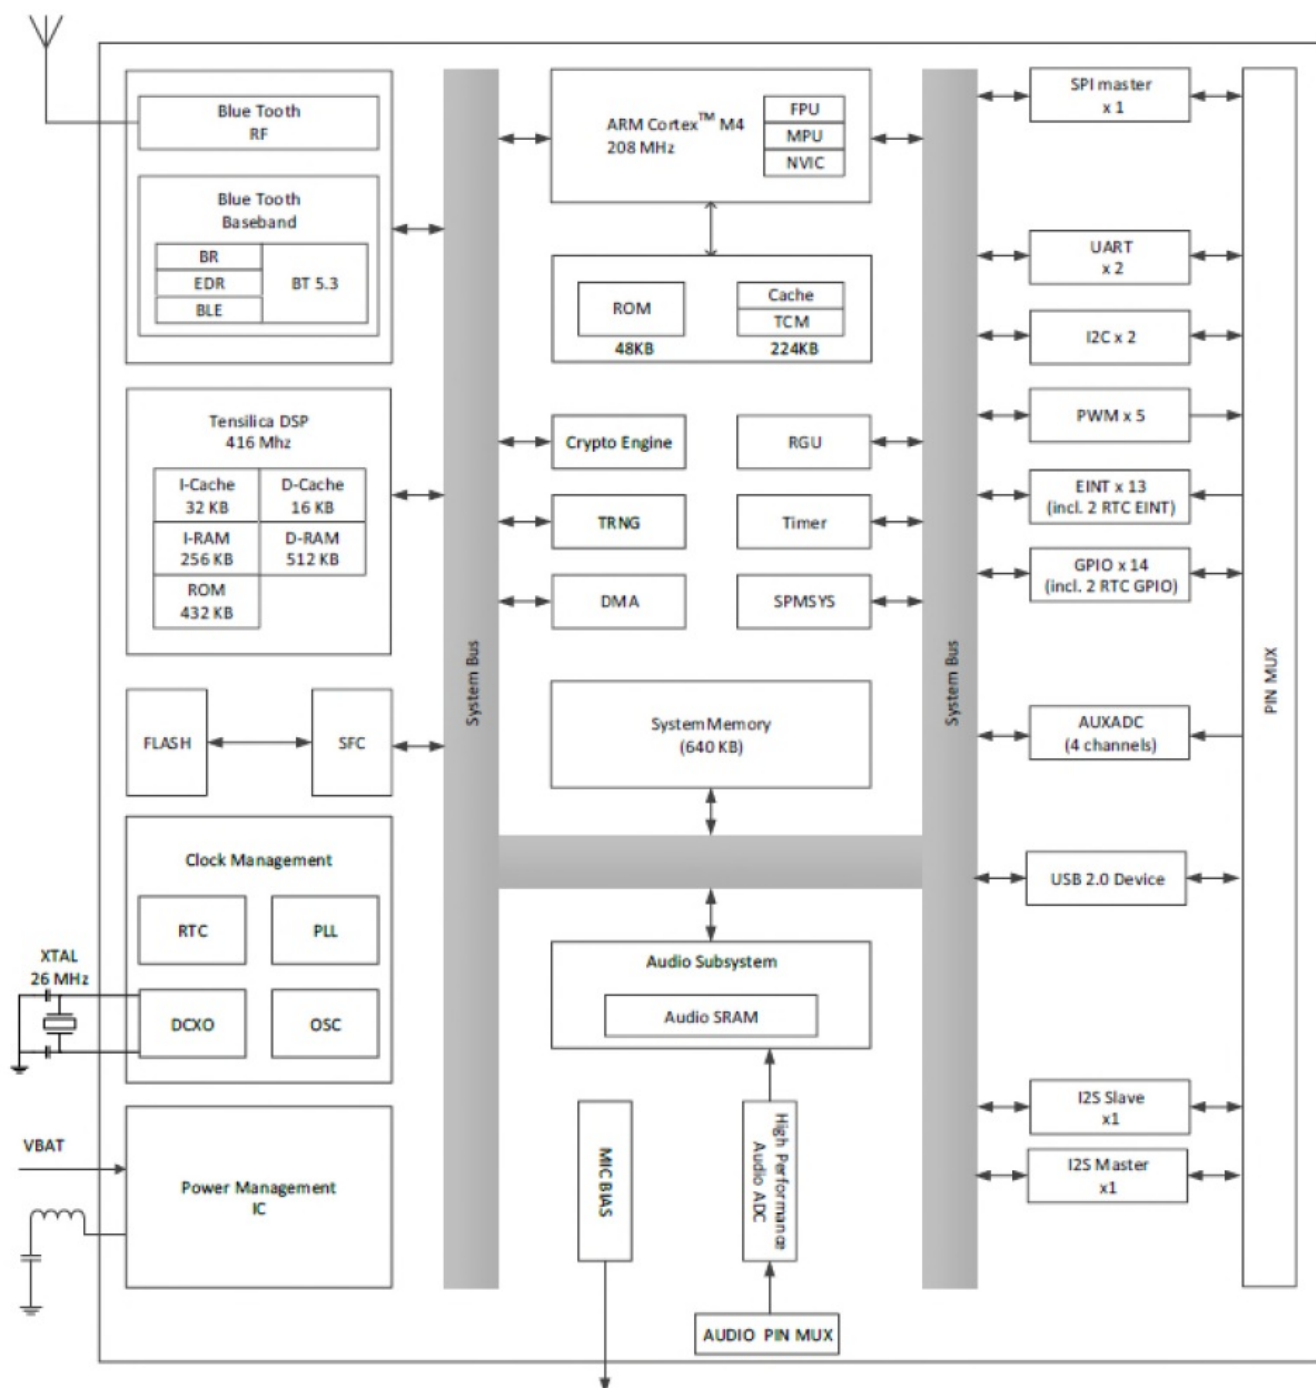 Blue Tooth
RF
Blue Tooth
Baseband
BR
EDR
BLE
BT 5.3
Tensilica DSP
416 Mhz
I-Cache
32 KB
D-Cache
16 KB
I-RAM
256 KB
D-RAM
512 KB
ROM
432 KB
FLASH
SFC
Clock Management
RTC
PLL
DCXO
OSC
XTAL
26 MHz
VBAT
Power Management
IC
System Bus
ARM Cortex™ M4
208 MHz
FPU
MPU
NVIC
ROM
48KB
Cache
TCM
224KB
Crypto Engine
RGU
TRNG
Timer
DMA
SPMSYS
System Memory
(640 KB)
Audio Subsystem
Audio SRAM
MIC BIAS
High Performance
Audio ADC
AUDIO PIN MUX
System Bus
SPI master
x 1
UART
x 2
I2C x 2
PWM x 5
EINT x 13
(incl. 2 RTC EINT)
GPIO x 14
(incl. 2 RTC GPIO)
AUXADC
(4 channels)
USB 2.0 Device
I2S Slave
x1
I2S Master
x1
PIN MUX